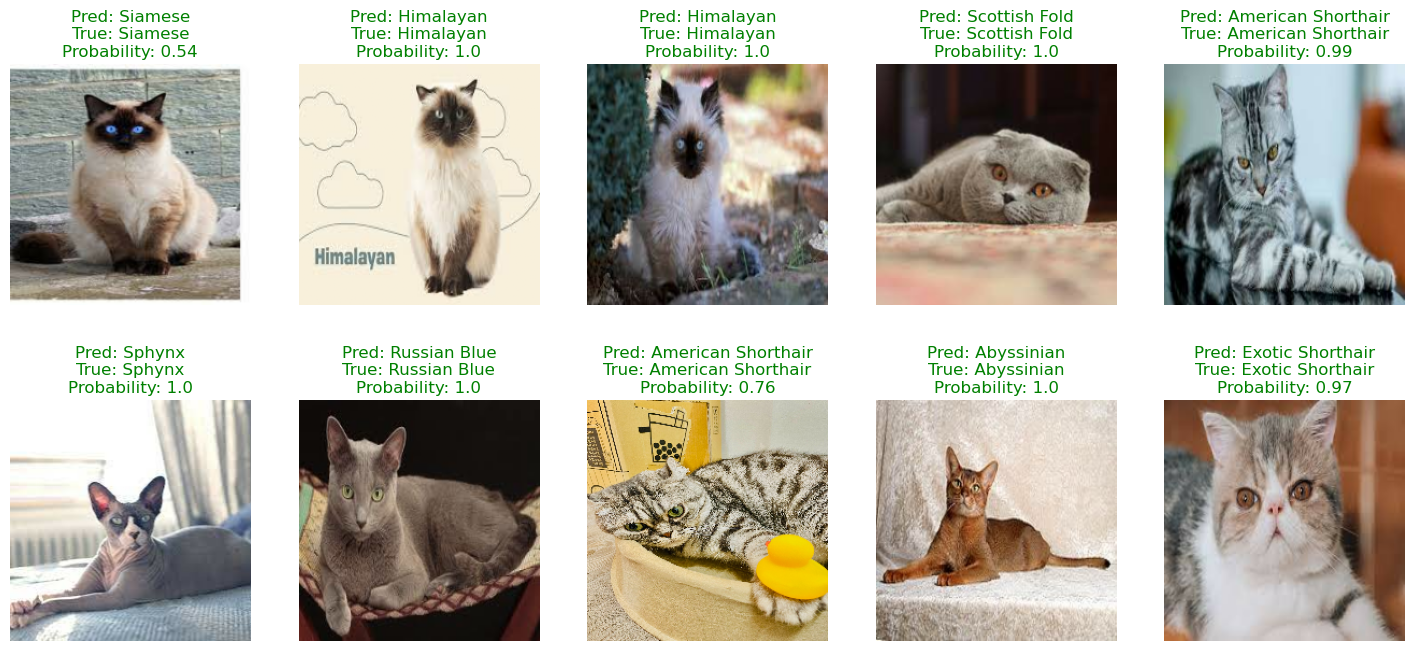 Pred: Siamese
True: Siamese
Probability: 0.54
Pred: Himalayan
True: Himalayan
Probability: 1.0
Pred: Himalayan
True: Himalayan
Probability: 1.0
Pred: Scottish Fold
True: Scottish Fold
Probability: 1.0
Pred: American Shorthair
True: American Shorthair
Probability: 0.99
Himalayan
Pred: Sphynx
True: Sphynx
Probability: 1.0
Pred: Russian Blue
True: Russian Blue
Probability: 1.0
Pred: American Shorthair
True: American Shorthair
Probability: 0.76
Pred: Abyssinian
True: Abyssinian
Probability: 1.0
Pred: Exotic Shorthair
True: Exotic Shorthair
Probability: 0.97